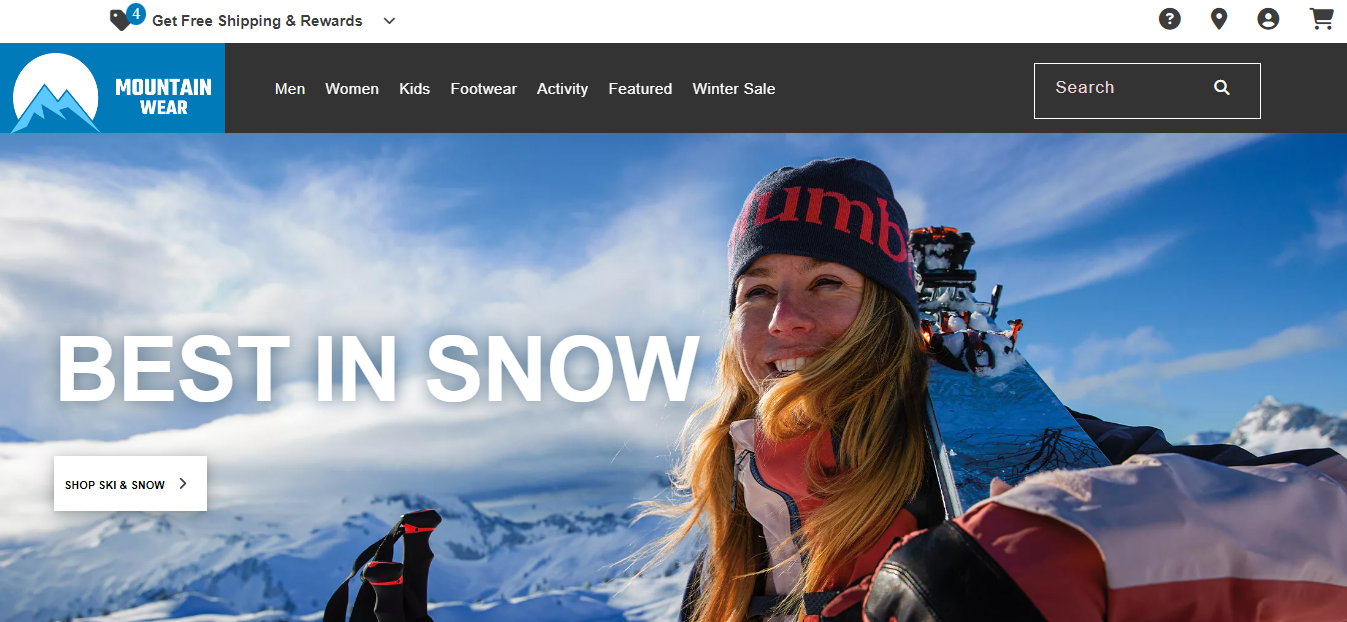 4 Get Free Shipping & Rewards
MOUNTAIN
WEAR
Men Women Kids Footwear Activity Featured Winter Sale
Search
umb
BEST IN SNOW
SHOP SKI & SNOW